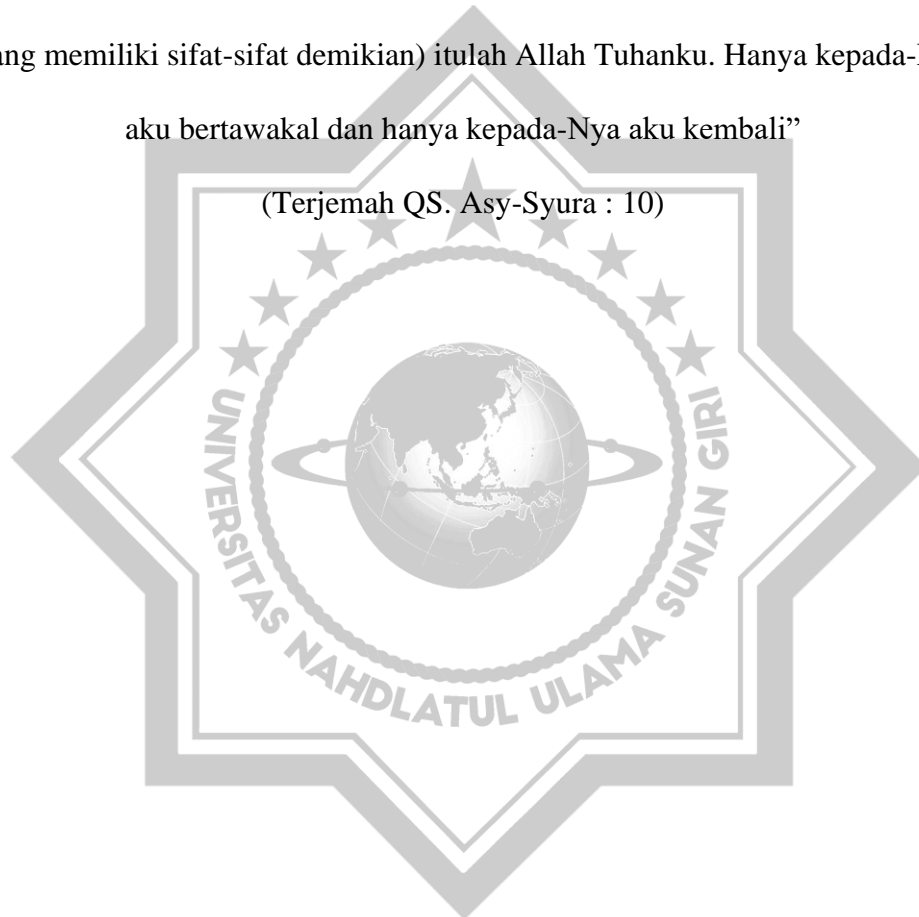 memiliki sifat-sifat demikian) itulah Allah Tuhanku. Hanya
aku bertawakal dan hanya kepada-Nya aku kembali”
(Terjemah QS. Asy-Syura : 10)
UNIVERSITAS NAHDLATUL ULAMA SUNAN GIRI